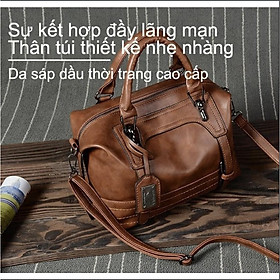 Sự kết hợp đầy lãng mạn
Thân túi thiết kế nhẹ nhàng
Da sáp dầu thời trang cao cấp